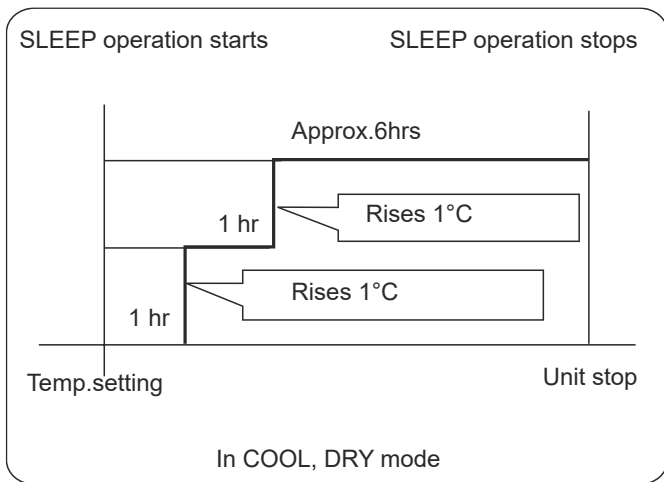 SLEEP operation starts
SLEEP operation stops
Approx.6hrs
Rises 1°C
1 hr
Rises 1°C
1 hr
Temp.setting
Unit stop
In COOL, DRY mode